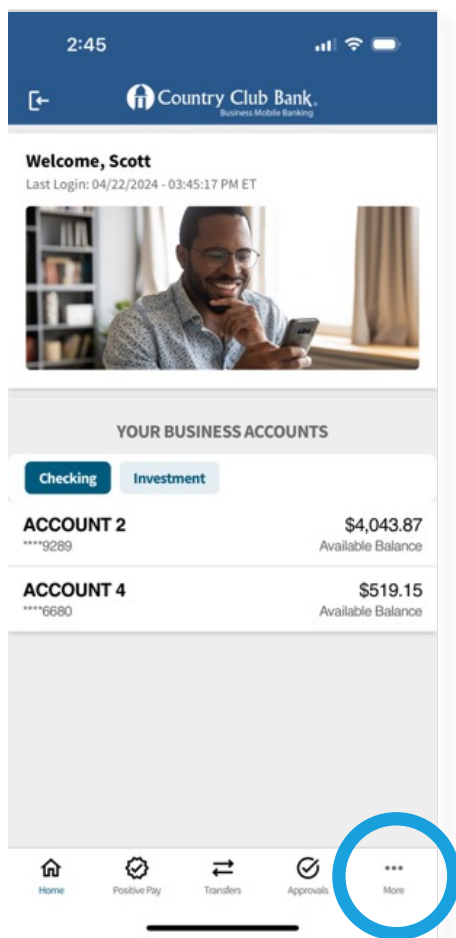 2:45
Country Club Bank®
Business Mobile Banking
Welcome, Scott
Last Login: 04/22/2024 - 03:45:17 PM ET
YOUR BUSINESS ACCOUNTS
Checking Investment
ACCOUNT 2 $4,043.87
****9289 Available Balance
ACCOUNT 4 $519.15
****6680 Available Balance
Home Positive Pay Transfers Approvals More